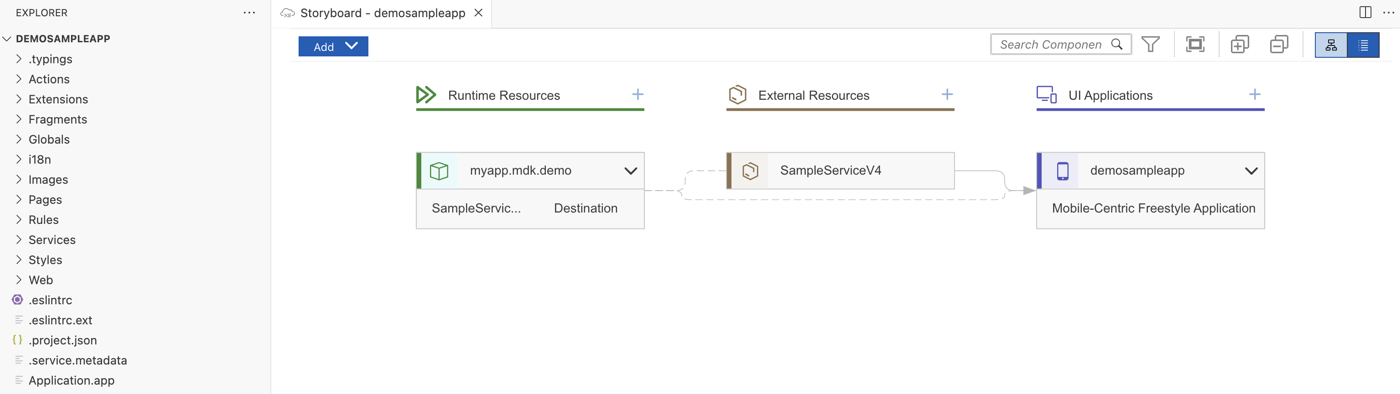 EXPLORER
DEMOSAMPLEAPP
.typings
Actions
Extensions
Fragments
Globals
i18n
Images
Pages
Rules
Services
Styles
Web
.eslintrc
.eslintrc.ext
{} .project.json
.service.metadata
Application.app
Storyboard - demosampleapp
Add
Search Componen
Runtime Resources +
External Resources +
UI Applications +
myapp.mdk.demo
SampleServic... Destination
SampleServiceV4
demosampleapp
Mobile-Centric Freestyle Application